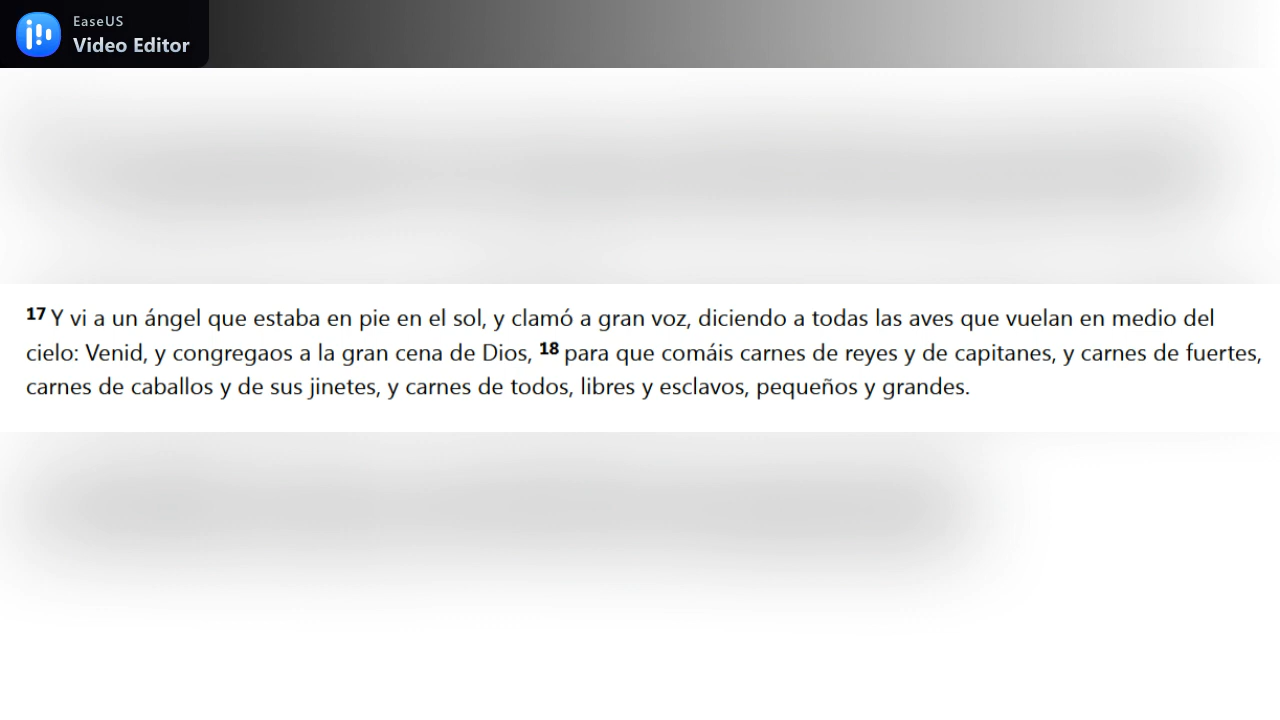 EaseUS
Video Editor
17 Y vi a un ángel que estaba en pie en el sol, y clamó a gran voz, diciendo a todas las aves que vuelan en medio del
cielo: Venid, y congregaos a la gran cena de Dios, 18 para que comáis carnes de reyes y de capitanes, y carnes de fuertes,
carnes de caballos y de sus jinetes, y carnes de todos, libres y esclavos, pequeños y grandes.